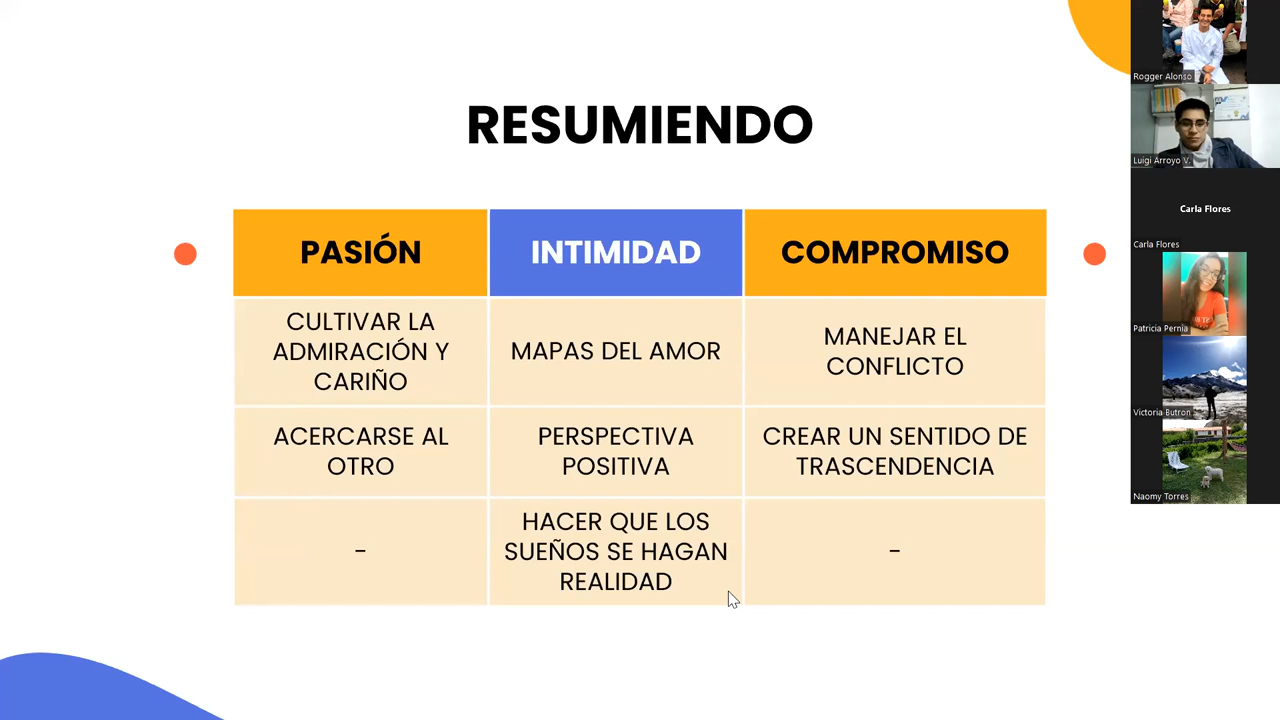 RESUMIENDO
PASIÓN
INTIMIDAD
COMPROMISO
CULTIVAR LA
ADMIRACIÓN Y
CARIÑO
MAPAS DEL AMOR
MANEJAR EL
CONFLICTO
ACERCARSE AL
OTRO
PERSPECTIVA
POSITIVA
CREAR UN SENTIDO DE
TRASCENDENCIA
-
HACER QUE LOS
SUEÑOS SE HAGAN
REALIDAD
-
Rogger Alonso
Luigi Arroyo V.
Carla Flores
Carla Flores
Patricia Pernia
Victoria Butron
Naomy Torres